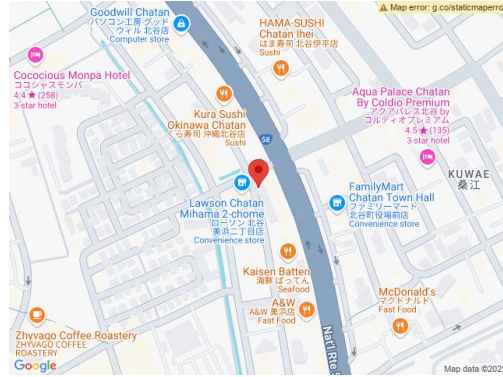 Map error: g.co/staticmaperro
Goodwill Chatan
パソコン工房 グッド
ウィル 北谷店
Computer store
HAMA-SUSHI
Chatan Ihei
はま寿司 北谷伊平店
Sushi
Cococious Monpa Hotel
ココシャスモンパ
4.4 ★ (258)
3-star hotel
Kura Sushi
Okinawa Chatan
くら寿司 沖縄北谷店
Sushi
58
Aqua Palace Chatan
By Coldio Premium
アクアパレス北谷 by
コルディオプレミアム
4.5 ★ (135)
3-star hotel
KUWAE
桑江
Lawson Chatan
Mihama 2-chome
ローソン 北谷
美浜二丁目店
Convenience store
FamilyMart
Chatan Town Hall
ファミリーマート
北谷町役場前店
Convenience store
Kaisen Batten
海鮮 ばってん
Seafood
A&W
A&W 美浜店
Fast Food
McDonald's
マクドナルド
Fast Food
Zhyvago Coffee Roastery
ZHYVAGO COFFEE
ROASTERY
Nat'l Rte
Google
Map data ©202